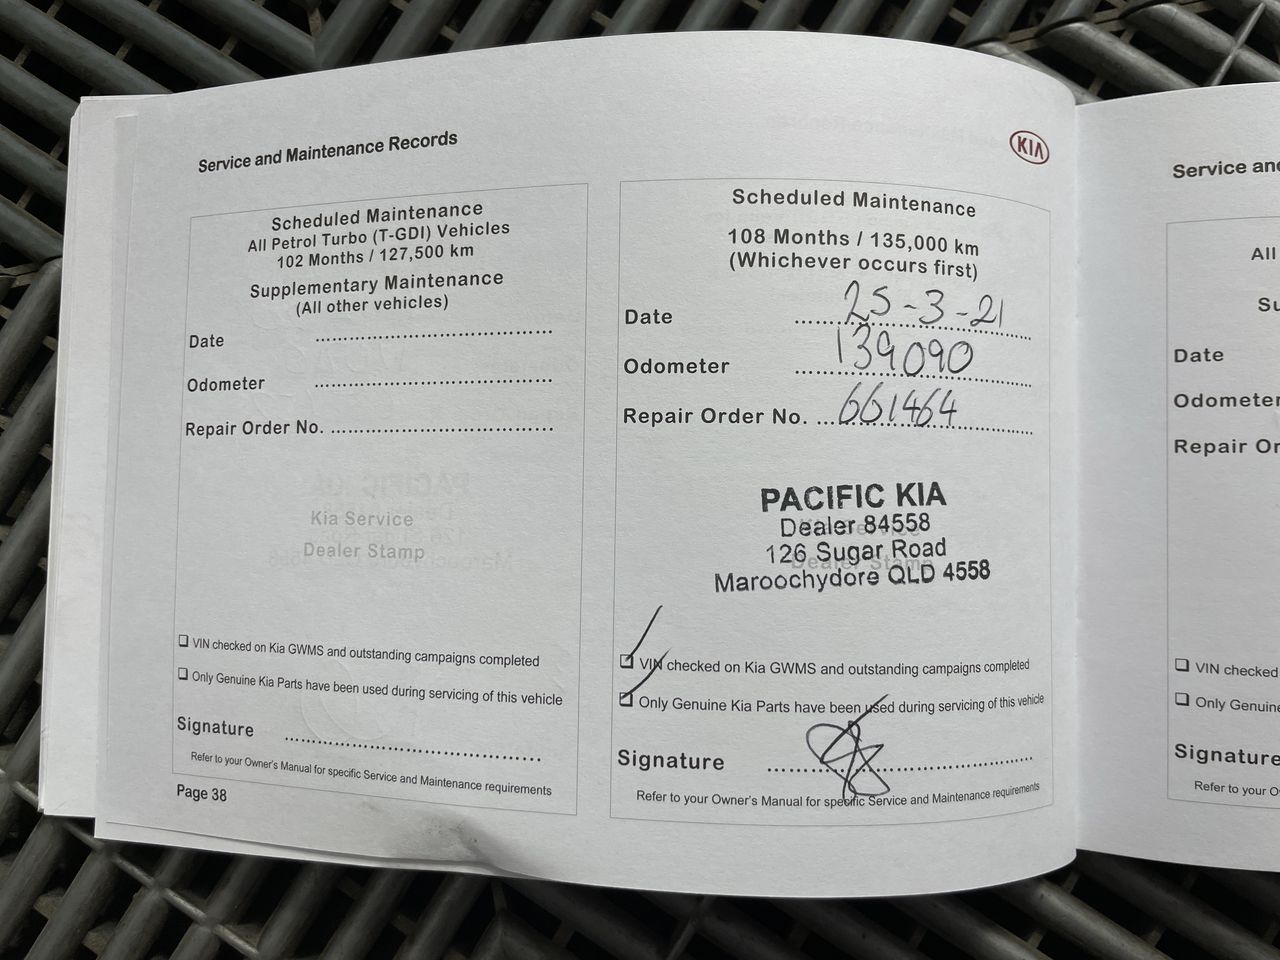 Service and Maintenance Records
KIA
Scheduled Maintenance
All Petrol Turbo (T-GDI) Vehicles
102 Months / 127,500 km
Supplementary Maintenance
(All other vehicles)
Date
Odometer
Repair Order No.
Kia Service
Dealer Stamp
VIN checked on Kia GWMS and outstanding campaigns completed
Only Genuine Kia Parts have been used during servicing of this vehicle
Signature
Refer to your Owner's Manual for specific Service and Maintenance requirements
Page 38
Scheduled Maintenance
108 Months / 135,000 km
(Whichever occurs first)
Date 25-3-21
Odometer 139090
Repair Order No. 661464
PACIFIC KIA
Dealer 84558
126 Sugar Road
Maroochydore QLD 4558
VIN checked on Kia GWMS and outstanding campaigns completed
Only Genuine Kia Parts have been used during servicing of this vehicle
Signature
Refer to your Owner's Manual for specific Service and Maintenance requirements
Service and
All
Su
Date
Odometer
Repair Or
VIN checked
Only Genuine
Signature
Refer to your O